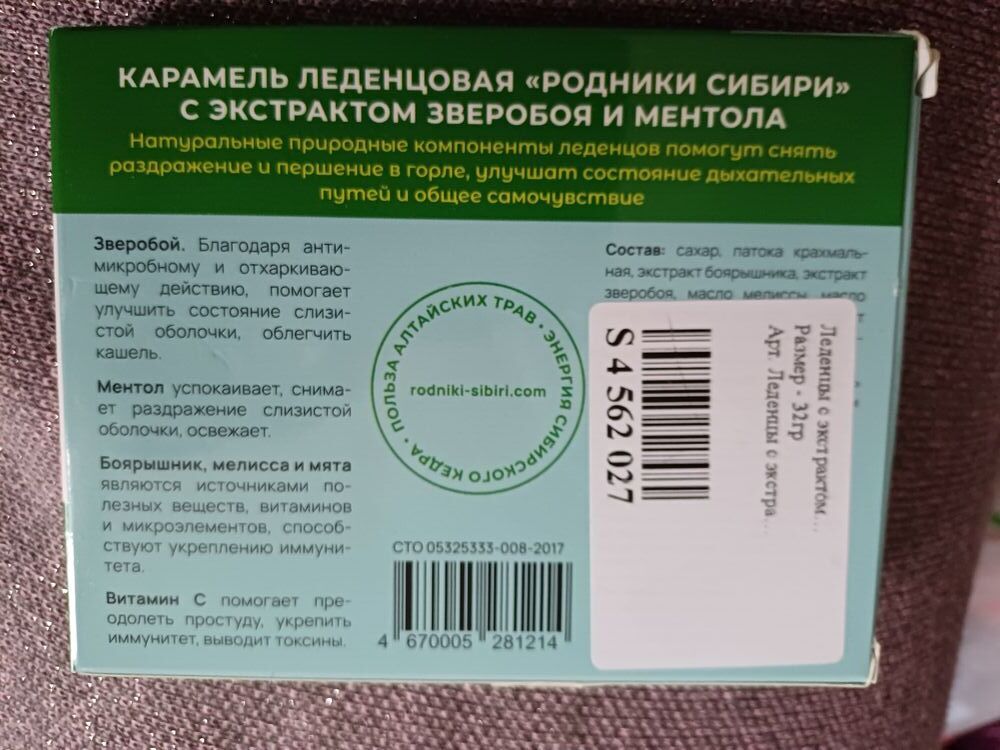 КАРАМЕЛЬ ЛЕДЕНЦОВАЯ «РОДНИКИ СИБИРИ»
С ЭКСТРАКТОМ ЗВЕРОБОЯ И МЕНТОЛА
Натуральные природные компоненты леденцов помогут снять
раздражение и першение в горле, улучшат состояние дыхательных
путей и общее самочувствие
Зверобой. Благодаря анти-
микробному и отхаркиваю-
щему действию, помогает
улучшить состояние слизи-
стой оболочки, облегчить
кашель.
Ментол успокаивает, снима-
ет раздражение слизистой
оболочки, освежает.
Боярышник, мелисса и мята
являются источниками по-
лезных веществ, витаминов
и микроэлементов, способ-
ствуют укреплению иммуни-
тета.
Витамин С помогает пре-
одолеть простуду, укрепить
иммунитет, выводит токсины.
ПОЛЬЗА АЛТАЙСКИХ ТРАВ • ЭНЕРГИЯ СИБИРСКОГО КЕДРА •
rodniki-sibiri.com
СТО 05325333-008-2017
4 670005 281214
Состав: сахар, патока крахмаль-
ная, экстракт боярышника, экстракт
зверобоя, масло мелиссы, масло
Леденцы с экстрактом...
Размер - 32гр
Арт. Леденцы с экстра...
S 4 562 027